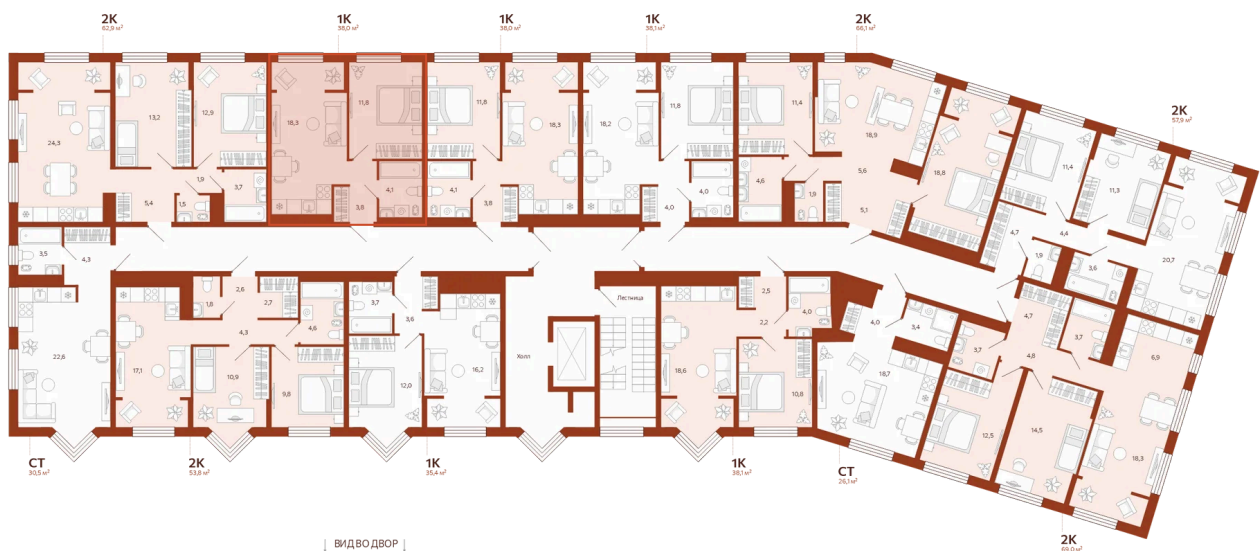 2К
62,9 м²
1К
38,0 м²
1К
38,0 м²
1К
38,1 м²
2К
66,1 м²
2К
57,9 м²
24,3
13,2
12,9
5,4
1,9
1,5
3,7
18,3
11,8
3,8
4,1
11,8
18,3
4,1
3,8
18,2
11,8
4,0
4,0
11,4
18,9
4,6
1,9
5,6
5,1
18,8
11,4
11,3
4,7
4,4
1,9
3,6
20,7
3,5
4,3
22,6
17,1
1,8
2,6
2,7
4,3
4,6
10,9
9,8
3,7
3,6
12,0
16,2
Холл
Лестница
18,6
2,5
2,2
4,0
10,8
4,0
3,4
18,7
3,7
4,7
4,8
3,7
12,5
14,5
6,9
18,3
СТ
30,5 м²
2К
53,8 м²
1К
35,4 м²
1К
38,1 м²
СТ
26,1 м²
2К
69,0 м²
ВИД ВО ДВОР